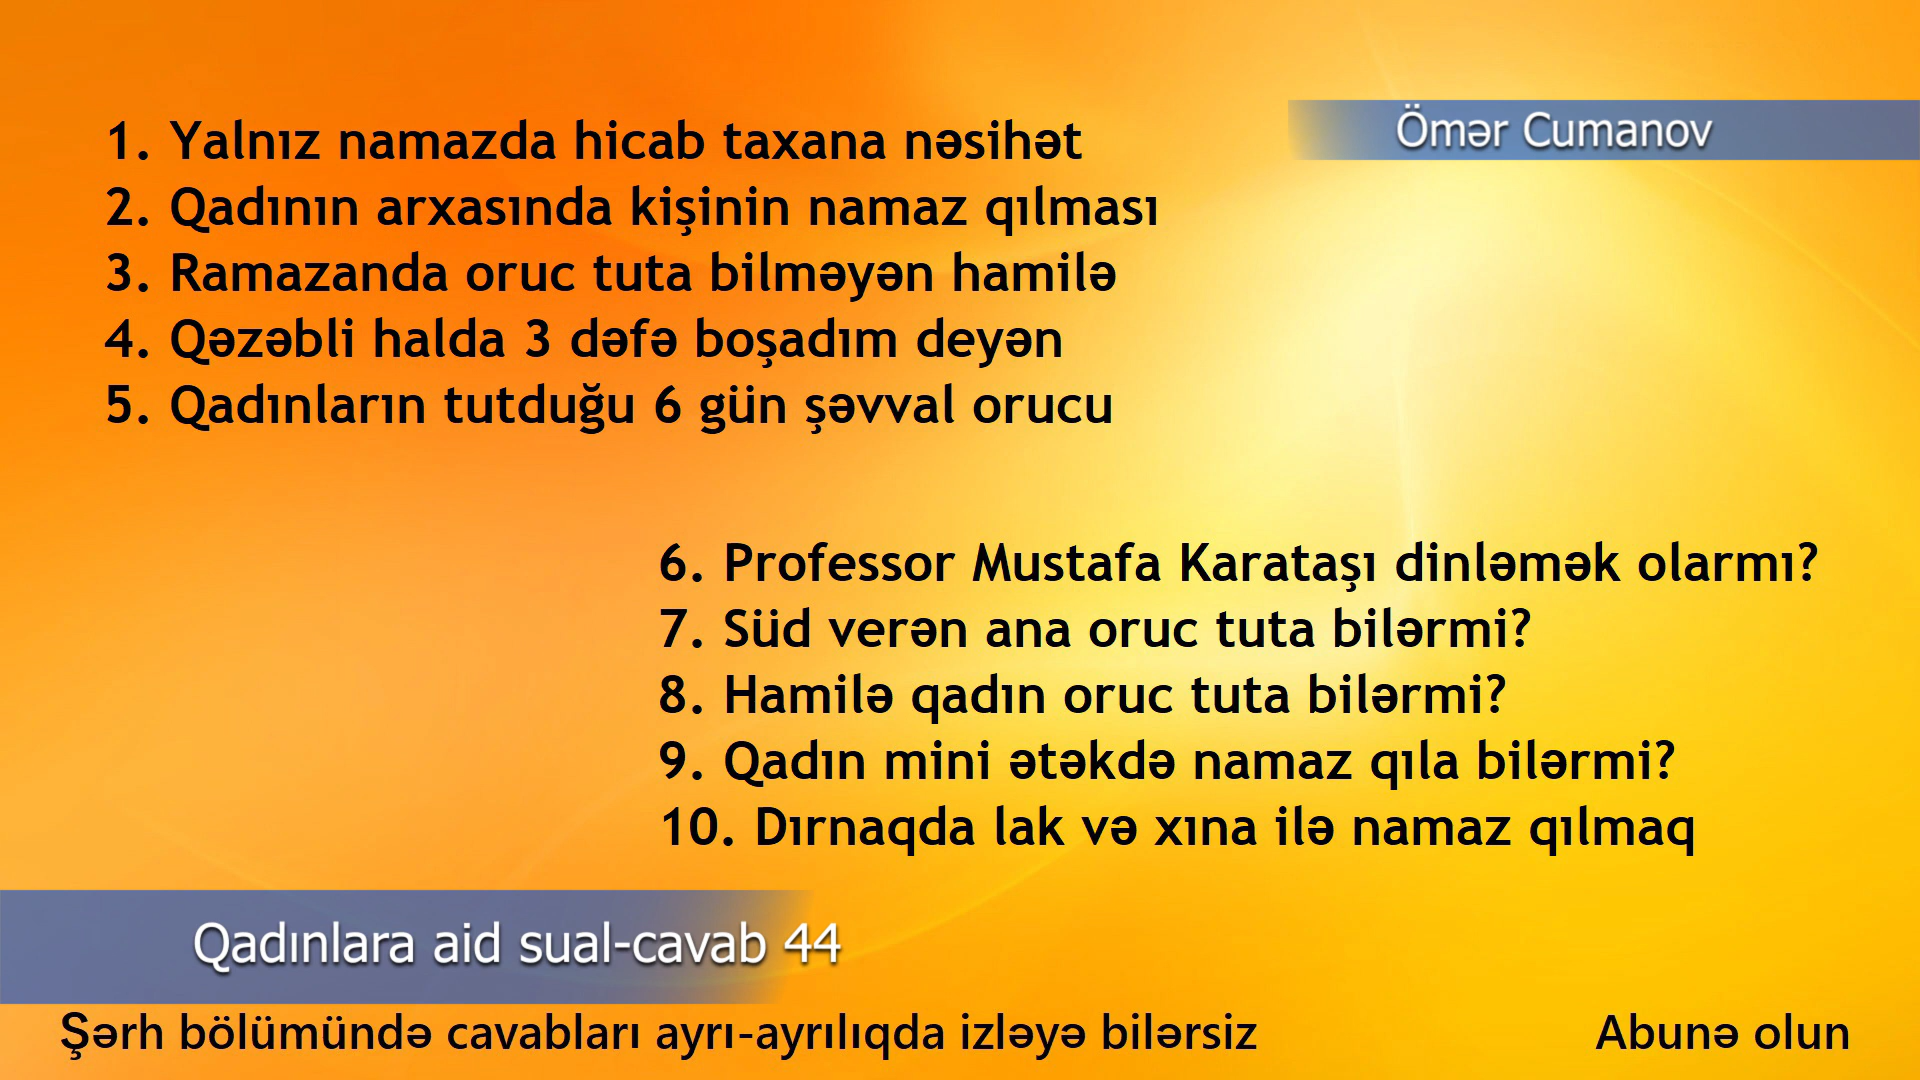 Ömər Cumanov
1. Yalnız namazda hicab taxana nəsihət
2. Qadının arxasında kişinin namaz qılması
3. Ramazanda oruc tuta bilməyən hamilə
4. Qəzəbli halda 3 dəfə boşadım deyən
5. Qadınların tutduğu 6 gün şəvval orucu
6. Professor Mustafa Karataşı dinləmək olarmı?
7. Süd verən ana oruc tuta bilərmi?
8. Hamilə qadın oruc tuta bilərmi?
9. Qadın mini ətəkdə namaz qıla bilərmi?
10. Dırnaqda lak və xına ilə namaz qılmaq
Qadınlara aid sual-cavab 44
Şərh bölümündə cavabları ayrı-ayrılıqda izləyə bilərsiz
Abunə olun